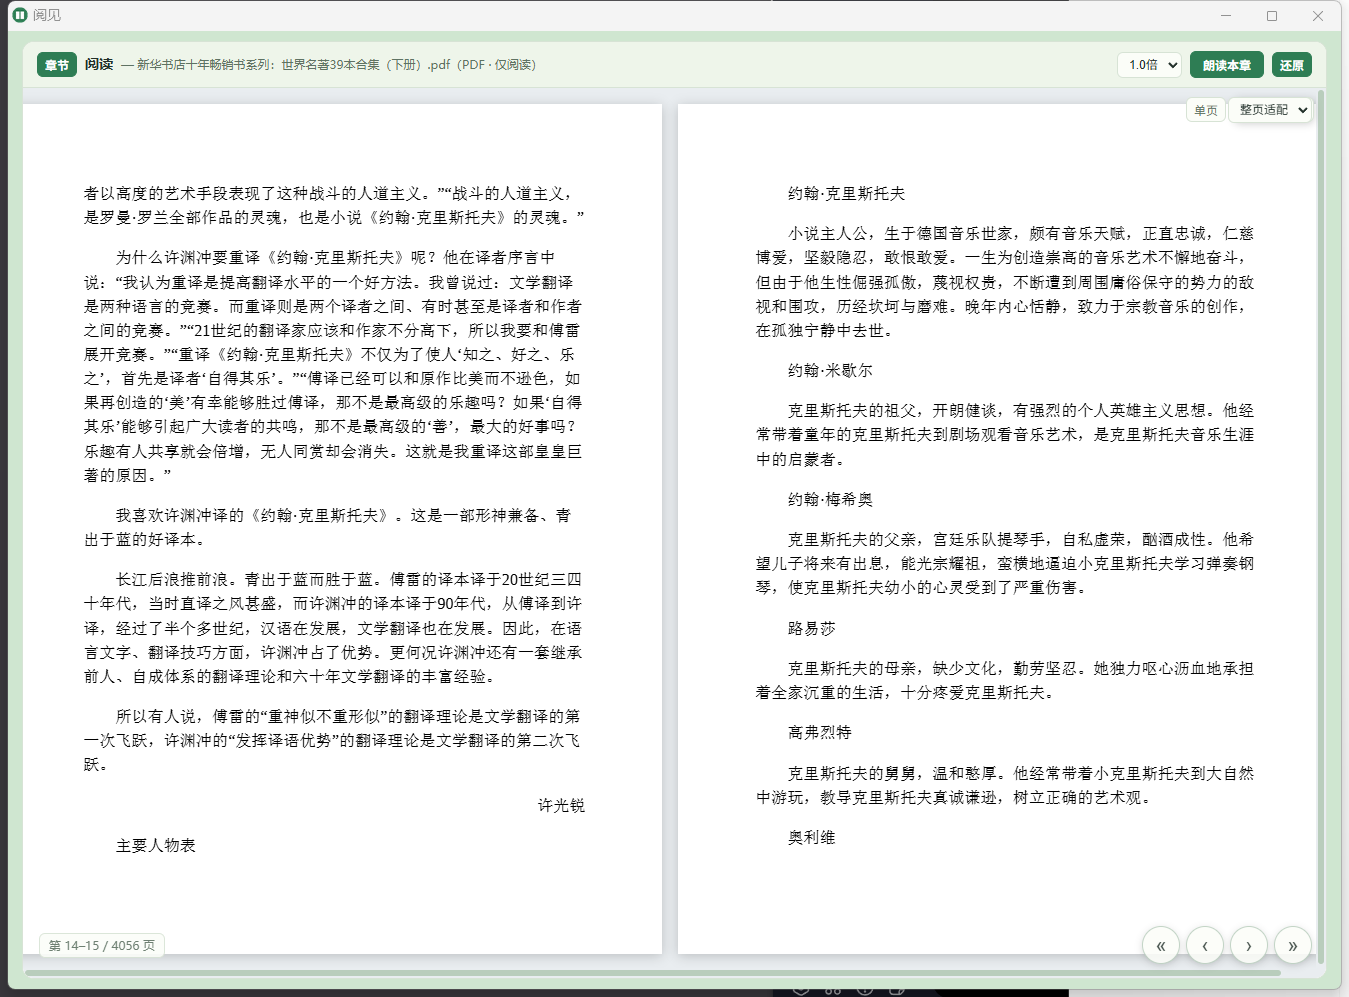 阅见
章节 阅读 — 新华书店十年畅销书系列：世界名著39本合集（下册）.pdf（PDF · 仅阅读）
1.0倍 朗读本章 还原
单页 整页适配
者以高度的艺术手段表现了这种战斗的人道主义。”“战斗的人道主义，
是罗曼·罗兰全部作品的灵魂，也是小说《约翰·克里斯托夫》的灵魂。”
为什么许渊冲要重译《约翰·克里斯托夫》呢？他在译者序言中
说：“我认为重译是提高翻译水平的一个好方法。我曾说过：文学翻译
是两种语言的竞赛。而重译则是两个译者之间、有时甚至是译者和作者
之间的竞赛。”“21世纪的翻译家应该和作家不分高下，所以我要和傅雷
展开竞赛。”“重译《约翰·克里斯托夫》不仅为了使人‘知之、好之、乐
之’，首先是译者‘自得其乐’。”“傅译已经可以和原作比美而不逊色，如
果再创造的‘美’有幸能够胜过傅译，那不是最高级的乐趣吗？如果‘自得
其乐’能够引起广大读者的共鸣，那不是最高级的‘善’，最大的好事吗？
乐趣有人共享就会倍增，无人同赏却会消失。这就是我重译这部皇皇巨
著的原因。”
我喜欢许渊冲译的《约翰·克里斯托夫》。这是一部形神兼备、青
出于蓝的好译本。
长江后浪推前浪。青出于蓝而胜于蓝。傅雷的译本译于20世纪三四
十年代，当时直译之风甚盛，而许渊冲的译本译于90年代，从傅译到许
译，经过了半个多世纪，汉语在发展，文学翻译也在发展。因此，在语
言文字、翻译技巧方面，许渊冲占了优势。更何况许渊冲还有一套继承
前人、自成体系的翻译理论和六十年文学翻译的丰富经验。
所以有人说，傅雷的“重神似不重形似”的翻译理论是文学翻译的第
一次飞跃，许渊冲的“发挥译语优势”的翻译理论是文学翻译的第二次飞
跃。
许光锐
主要人物表
约翰·克里斯托夫
小说主人公，生于德国音乐世家，颇有音乐天赋，正直忠诚，仁慈
博爱，坚毅隐忍，敢恨敢爱。一生为创造崇高的音乐艺术不懈地奋斗，
但由于他生性倔强孤傲，蔑视权贵，不断遭到周围庸俗保守的势力的敌
视和围攻，历经坎坷与磨难。晚年内心恬静，致力于宗教音乐的创作，
在孤独宁静中去世。
约翰·米歇尔
克里斯托夫的祖父，开朗健谈，有强烈的个人英雄主义思想。他经
常带着童年的克里斯托夫到剧场观看音乐艺术，是克里斯托夫音乐生涯
中的启蒙者。
约翰·梅希奥
克里斯托夫的父亲，宫廷乐队提琴手，自私虚荣，酗酒成性。他希
望儿子将来有出息，能光宗耀祖，蛮横地逼迫小克里斯托夫学习弹奏钢
琴，使克里斯托夫幼小的心灵受到了严重伤害。
路易莎
克里斯托夫的母亲，缺少文化，勤劳坚忍。她独力呕心沥血地承担
着全家沉重的生活，十分疼爱克里斯托夫。
高弗烈特
克里斯托夫的舅舅，温和憨厚。他经常带着小克里斯托夫到大自然
中游玩，教导克里斯托夫真诚谦逊，树立正确的艺术观。
奥利维
第 14–15 / 4056 页
« ‹ › »